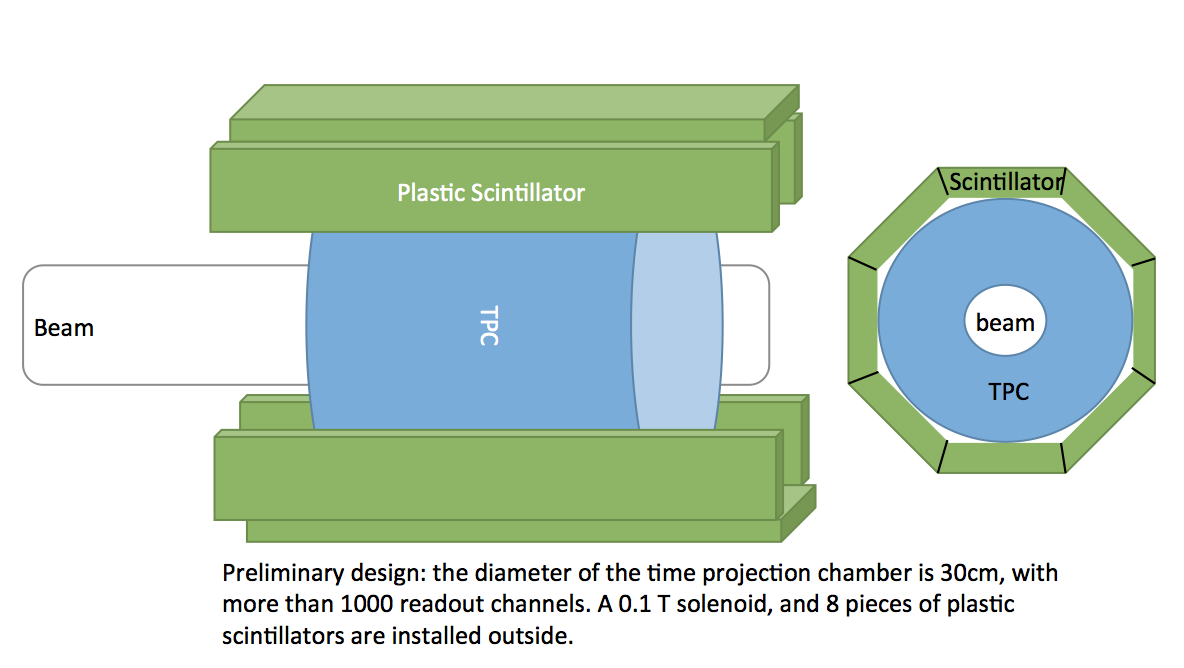 Plastic Scintillator
Scintillator
Beam
TPC
beam
TPC
Preliminary design: the diameter of the time projection chamber is 30cm, with
more than 1000 readout channels. A 0.1 T solenoid, and 8 pieces of plastic
scintillators are installed outside.